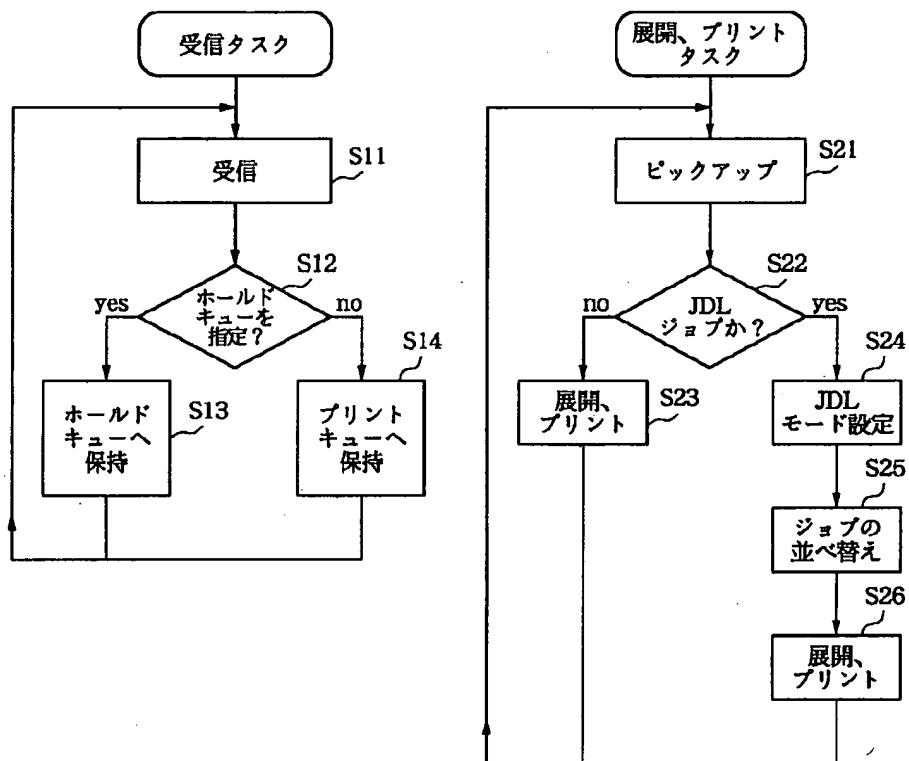 受信タスク
受信
S11
S12
ホールド
キューを
指定?
yes
no
S13
ホールド
キューへ
保持
S14
プリント
キューへ
保持
展開、プリント
タスク
ピックアップ
S21
S22
JDL
ジョブか?
no
yes
展開、
プリント
S23
S24
JDL
モード設定
S25
ジョブの
並べ替え
S26
展開、
プリント